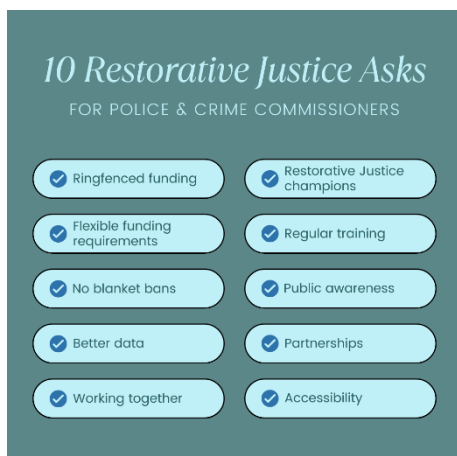 10 Restorative Justice Asks
FOR POLICE & CRIME COMMISSIONERS
Ringfenced funding
Flexible funding
requirements
No blanket bans
Better data
Working together
Restorative Justice
champions
Regular training
Public awareness
Partnerships
Accessibility